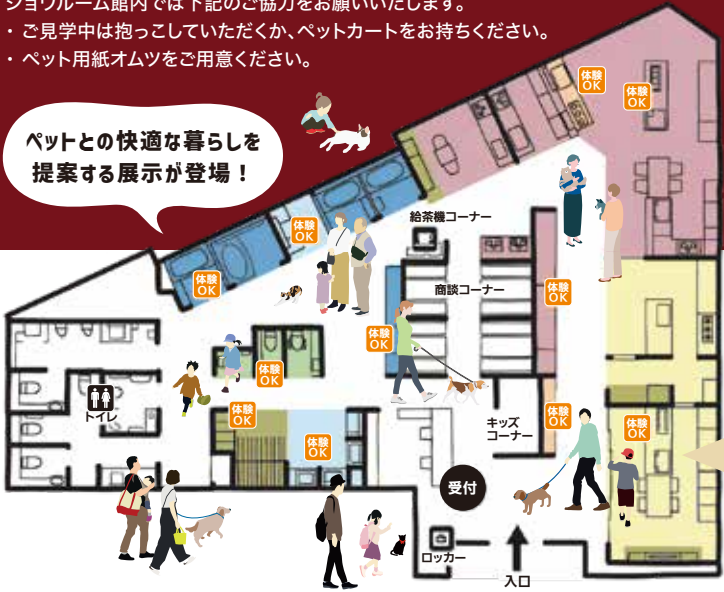 ショウルーム館内では下記のご協力をお願いいたします。
・ご見学中は抱っこしていただくか、ペットカートをお持ちください。
・ペット用紙オムツをご用意ください。
ペットとの快適な暮らしを
提案する展示が登場！
体験
OK
体験
OK
体験
OK
体験
OK
給茶機コーナー
商談コーナー
体験
OK
体験
OK
体験
OK
トイレ
体験
OK
体験
OK
キッズ
コーナー
体験
OK
体験
OK
受付
ロッカー
入口